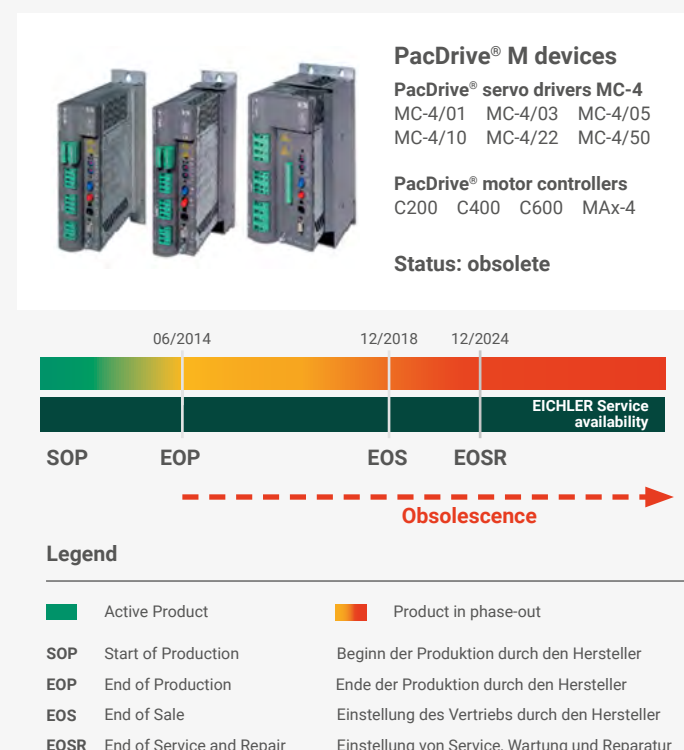 PacDrive® M devices
PacDrive® servo drivers MC-4
MC-4/01 MC-4/03 MC-4/05
MC-4/10 MC-4/22 MC-4/50
PacDrive® motor controllers
C200 C400 C600 MAx-4
Status: obsolete
06/2014 12/2018 12/2024
EICHLER Service
availability
SOP EOP EOS EOSR
Obsolescence
Legend
Active Product Product in phase-out
SOP Start of Production Beginn der Produktion durch den Hersteller
EOP End of Production Ende der Produktion durch den Hersteller
EOS End of Sale Einstellung des Vertriebs durch den Hersteller
EOSR End of Service and Repair Einstellung von Service, Wartung und Reparatur